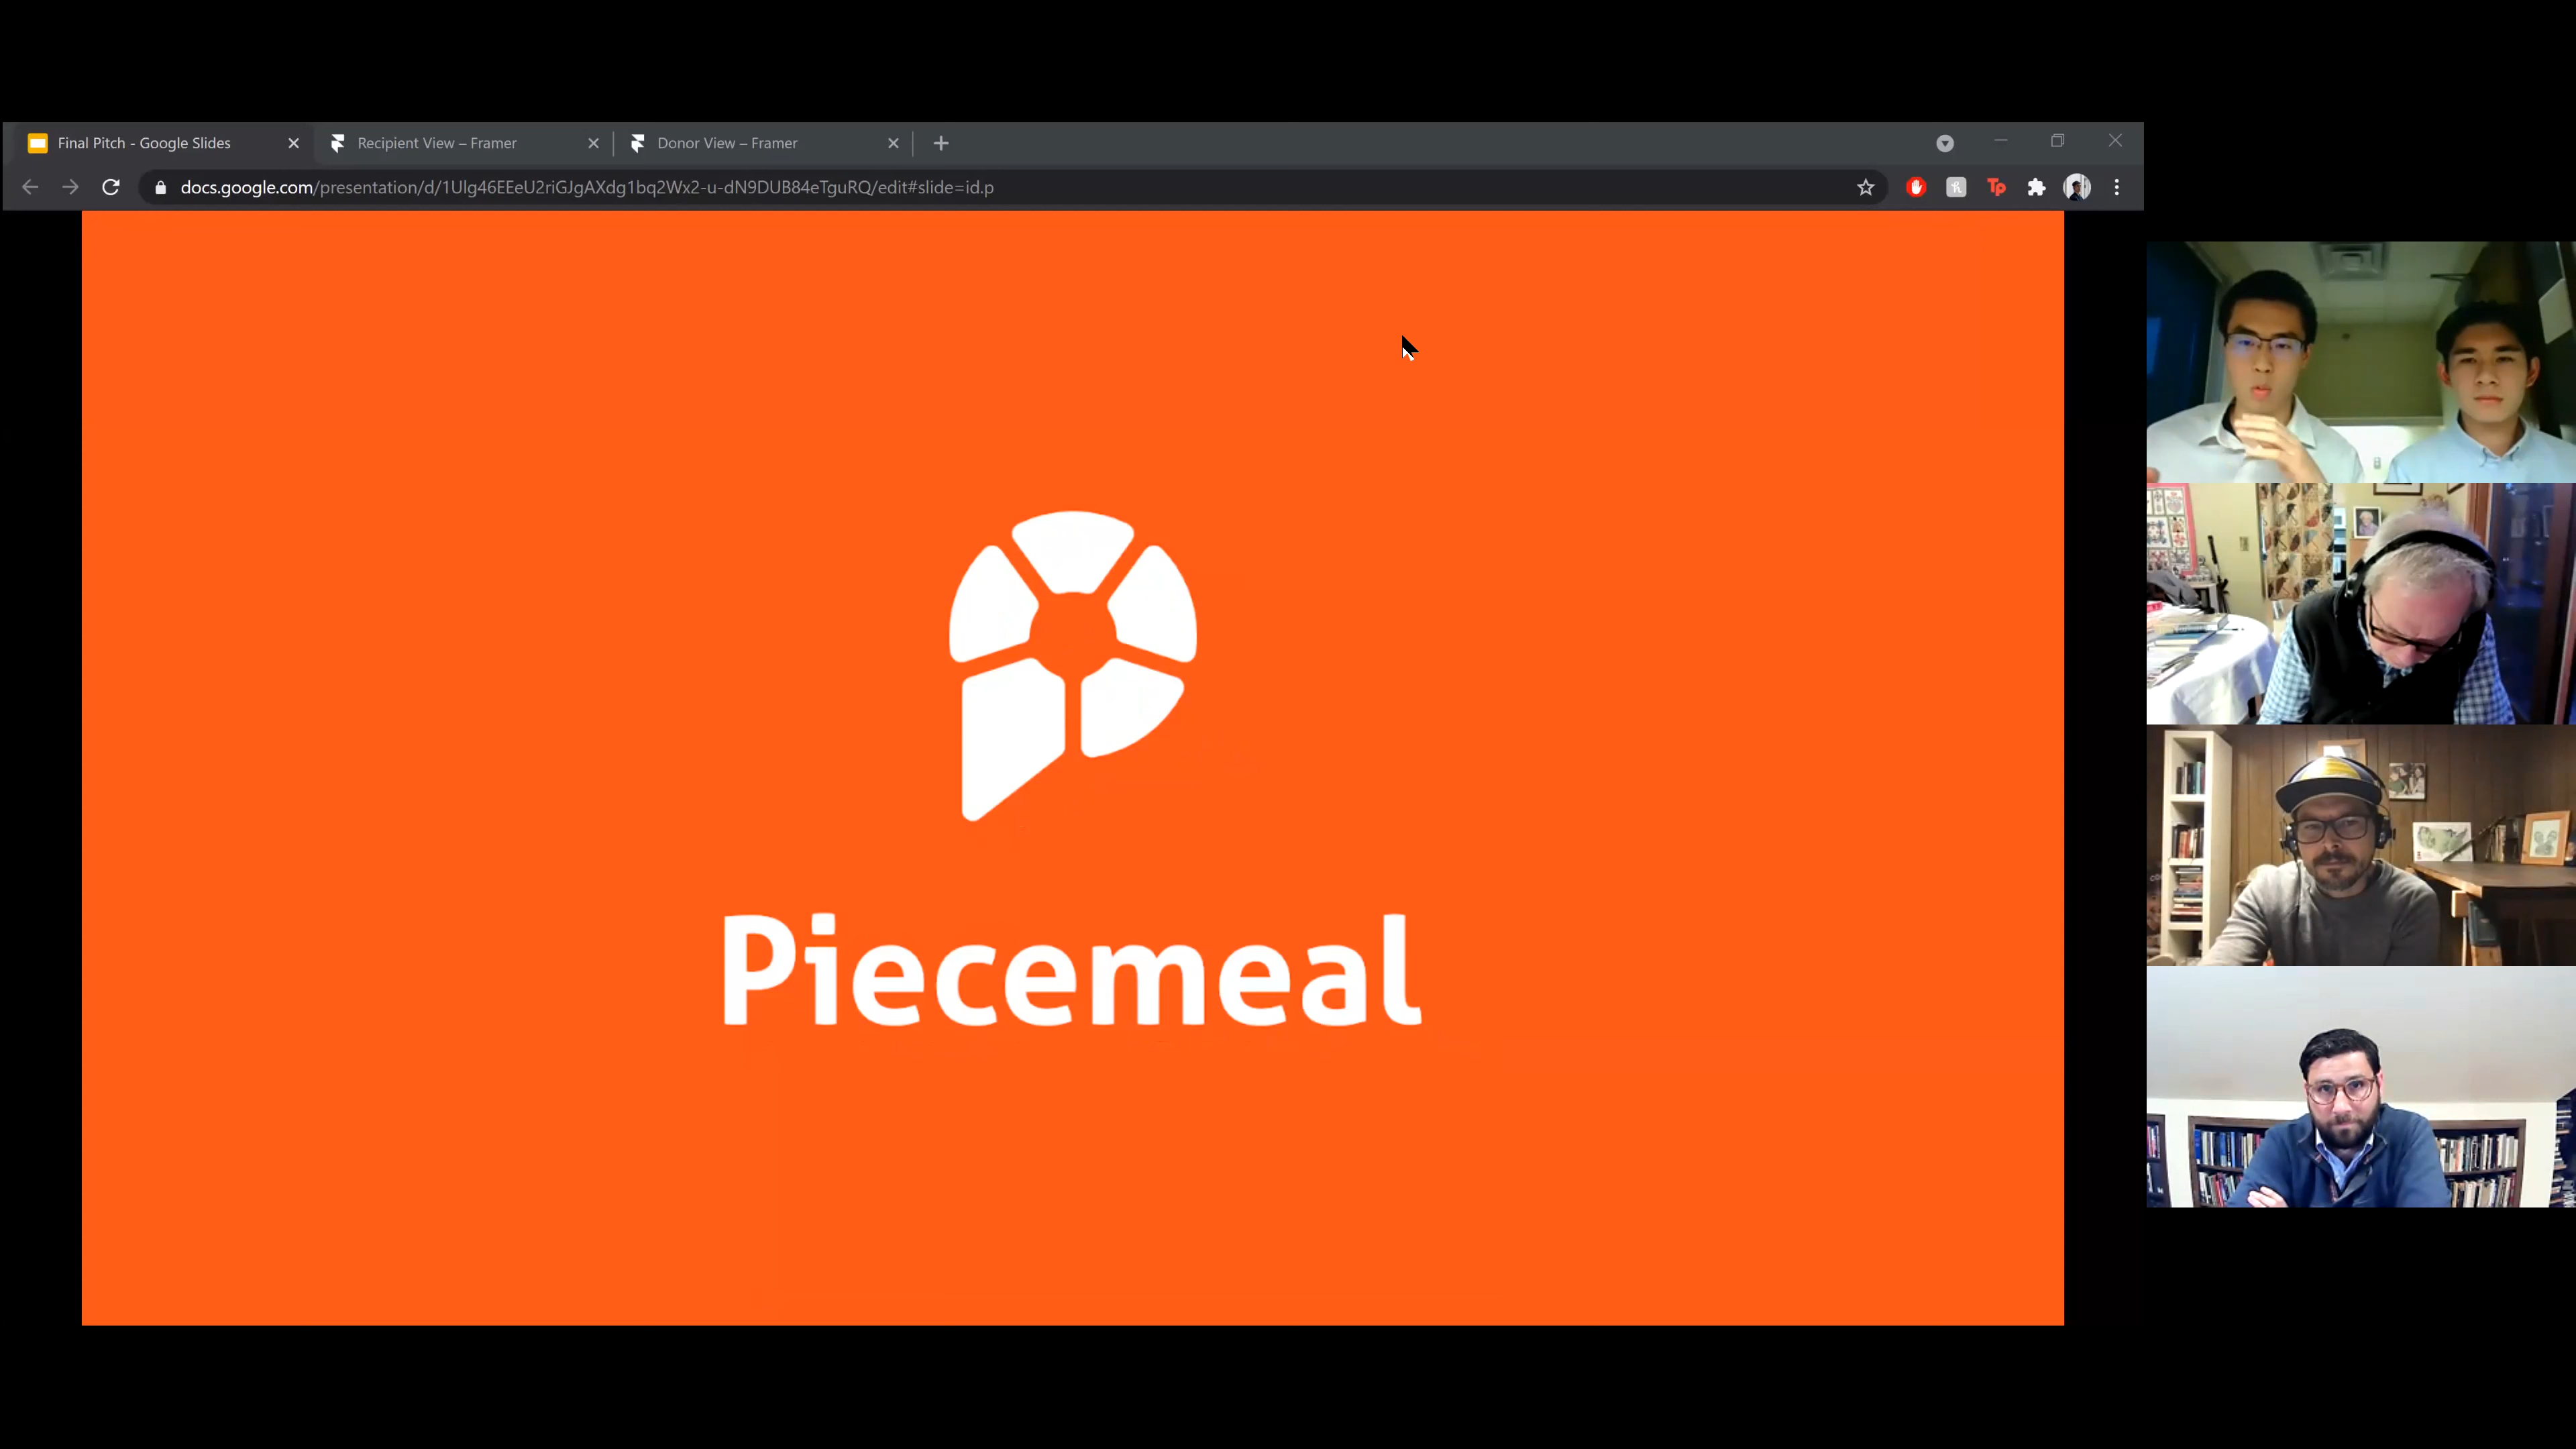 Final Pitch - Google Slides
Recipient View – Framer
Donor View – Framer
docs.google.com/presentation/d/1Ulg46EEeU2riGJgAXdg1bq2Wx2-u-dN9DUB84eTguRQ/edit#slide=id.p
Tp
Piecemeal